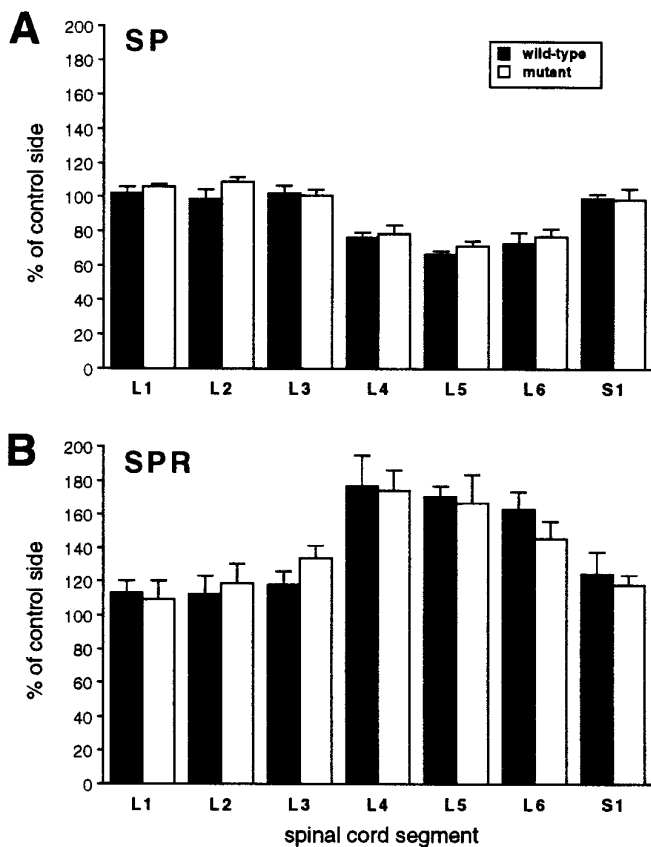 A
SP
wild-type
mutant
% of control side
200
180
160
140
120
100
80
60
40
20
0
L1 L2 L3 L4 L5 L6 S1
B
SPR
% of control side
200
180
160
140
120
100
80
60
40
20
0
L1 L2 L3 L4 L5 L6 S1
spinal cord segment